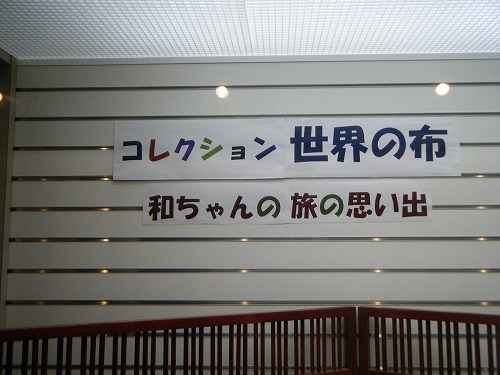 コレクション 世界の布
和ちゃんの 旅の思い出